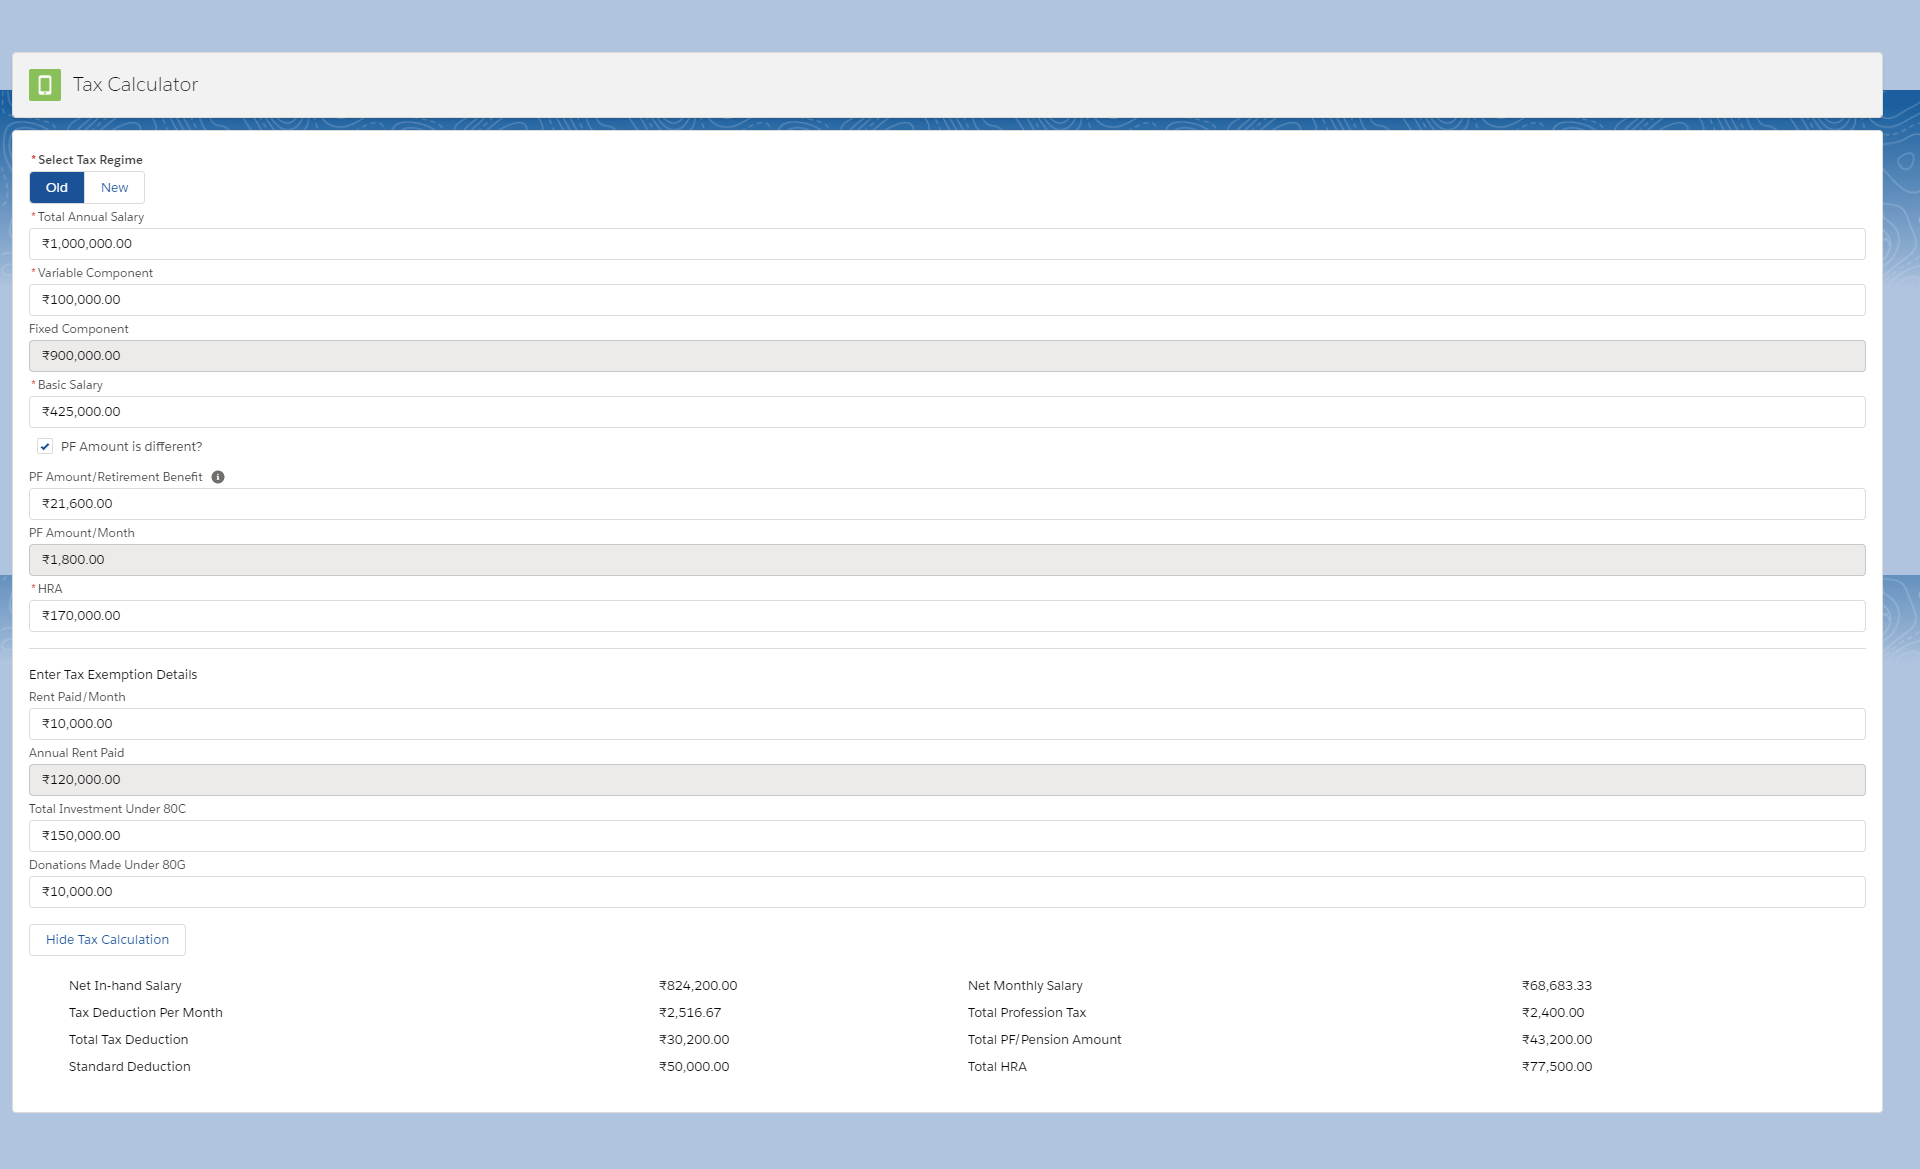 Tax Calculator
*Select Tax Regime
Old New
*Total Annual Salary
₹1,000,000.00
*Variable Component
₹100,000.00
Fixed Component
₹900,000.00
*Basic Salary
₹425,000.00
PF Amount is different?
PF Amount/Retirement Benefit
₹21,600.00
PF Amount/Month
₹1,800.00
*HRA
₹170,000.00
Enter Tax Exemption Details
Rent Paid/Month
₹10,000.00
Annual Rent Paid
₹120,000.00
Total Investment Under 80C
₹150,000.00
Donations Made Under 80G
₹10,000.00
Hide Tax Calculation
Net In-hand Salary ₹824,200.00 Net Monthly Salary ₹68,683.33
Tax Deduction Per Month ₹2,516.67 Total Profession Tax ₹2,400.00
Total Tax Deduction ₹30,200.00 Total PF/Pension Amount ₹43,200.00
Standard Deduction ₹50,000.00 Total HRA ₹77,500.00